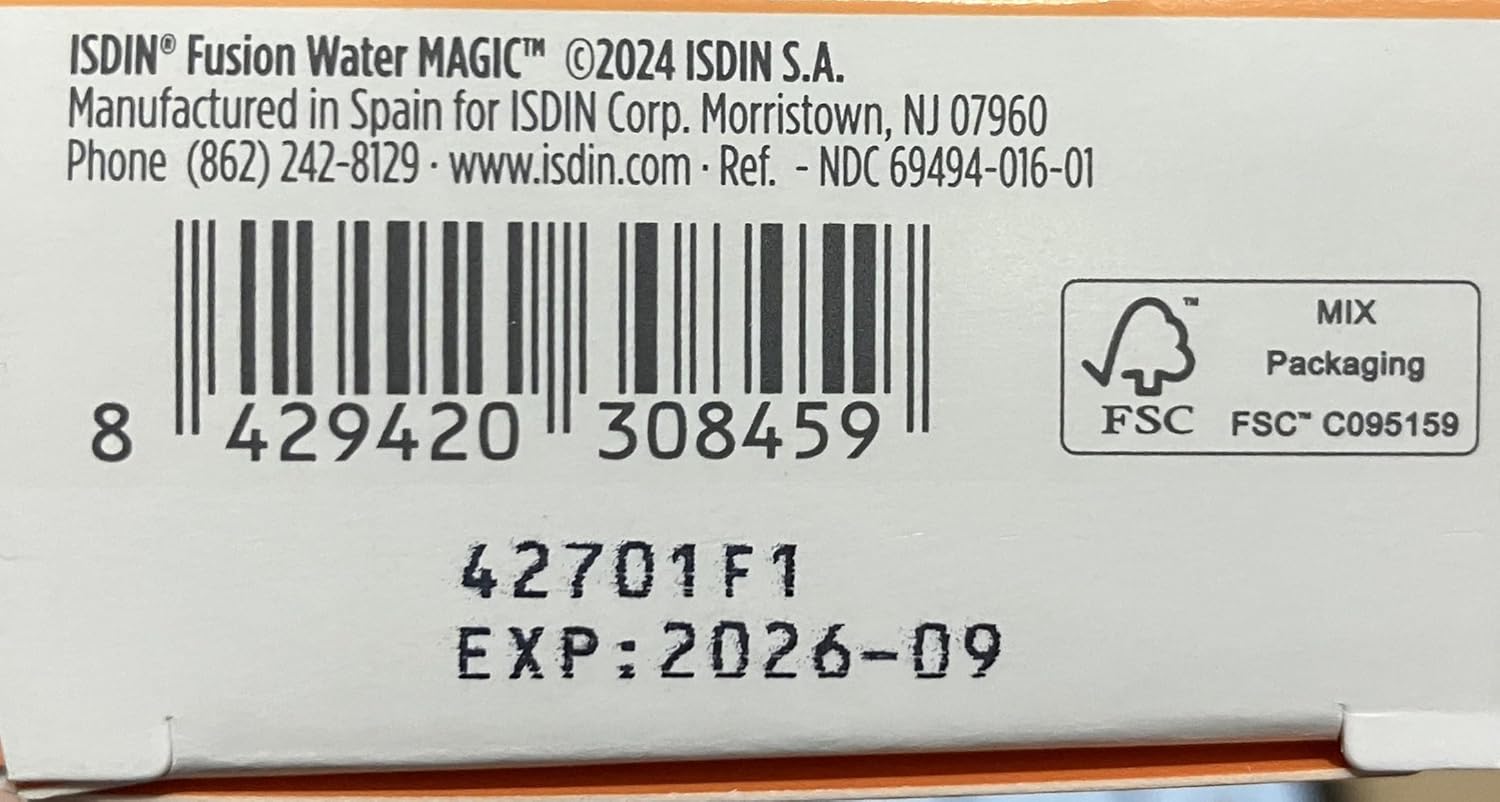 ISDIN® Fusion Water MAGIC™ ©2024 ISDIN S.A.
Manufactured in Spain for ISDIN Corp. Morristown, NJ 07960
Phone (862) 242-8129 · www.isdin.com · Ref. - NDC 69494-016-01
8 429420 308459
™
MIX
Packaging
FSC FSC™ C095159
42701F1
EXP:2026-09